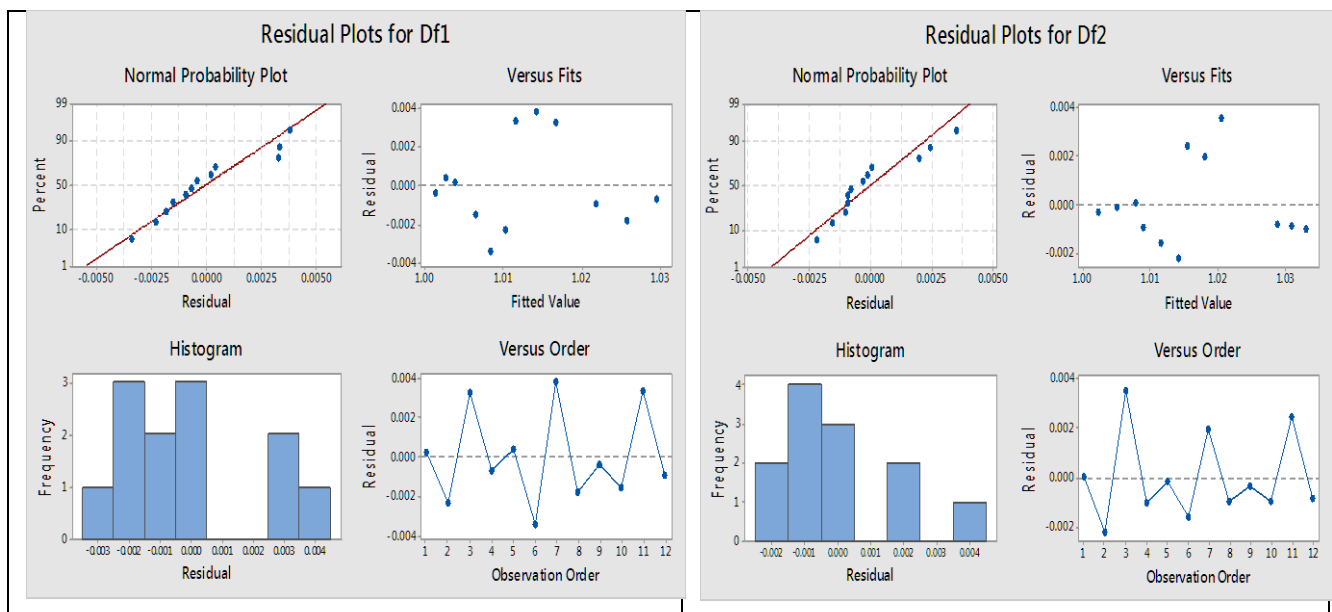 Residual Plots for Df1
Normal Probability Plot
99
90
50
10
1
Percent
-0.0050 -0.0025 0.0000 0.0025 0.0050
Residual
Versus Fits
0.004
0.002
0.000
-0.002
-0.004
Residual
1.00 1.01 1.02 1.03
Fitted Value
Histogram
3
2
1
0
Frequency
-0.003 -0.002 -0.001 0.000 0.001 0.002 0.003 0.004
Residual
Versus Order
0.004
0.002
0.000
-0.002
-0.004
Residual
1 2 3 4 5 6 7 8 9 10 11 12
Observation Order
Residual Plots for Df2
Normal Probability Plot
99
90
50
10
1
Percent
-0.0050 -0.0025 0.0000 0.0025 0.0050
Residual
Versus Fits
0.004
0.002
0.000
-0.002
Residual
1.00 1.01 1.02 1.03
Fitted Value
Histogram
4
3
2
1
0
Frequency
-0.002 -0.001 0.000 0.001 0.002 0.003 0.004
Residual
Versus Order
0.004
0.002
0.000
-0.002
Residual
1 2 3 4 5 6 7 8 9 10 11 12
Observation Order